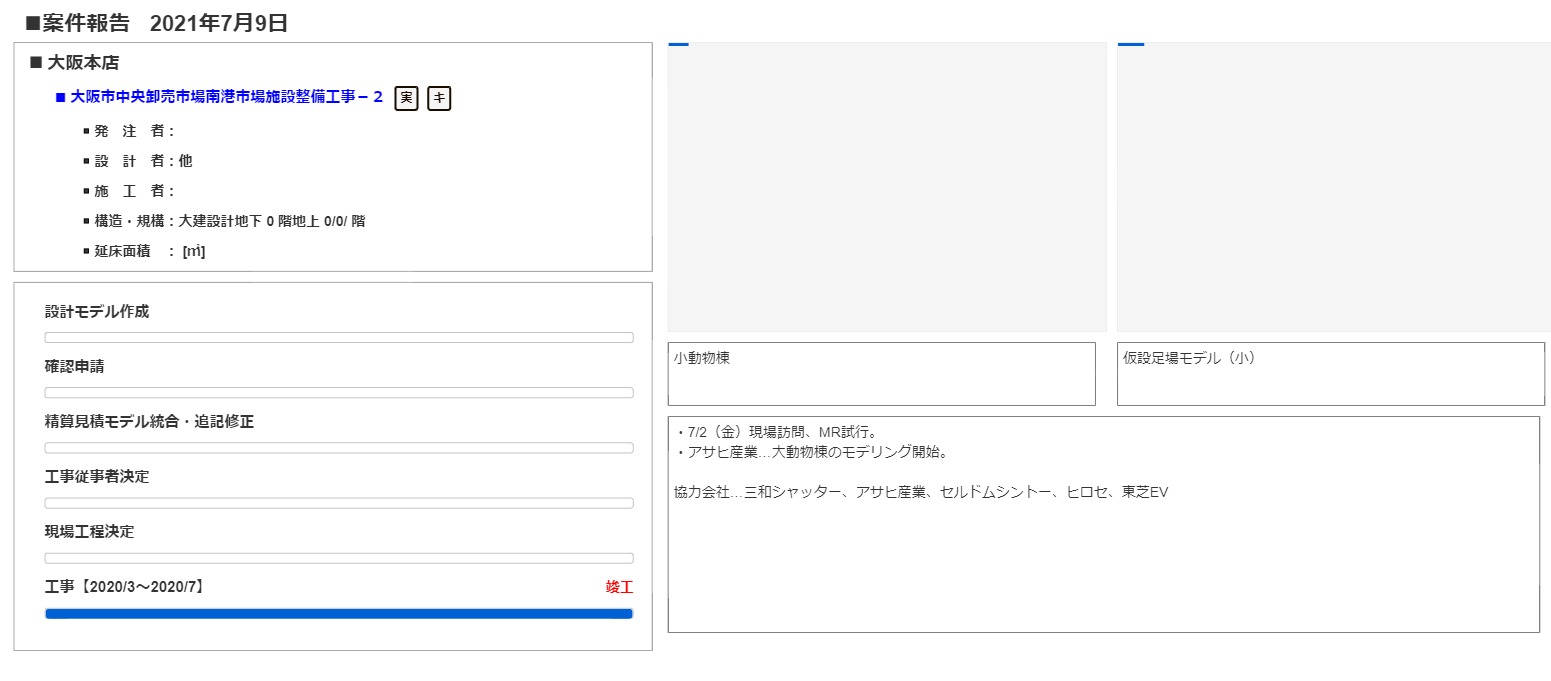 ■案件報告 2021年7月9日
■ 大阪本店
■ 大阪市中央卸売市場南港市場施設整備工事－２ 実 キ
▪ 発　注　者：
▪ 設　計　者：他
▪ 施　工　者：
▪ 構造・規構：大建設計地下 0 階地上 0/0/ 階
▪ 延床面積　： [㎡]
設計モデル作成
確認申請
精算見積モデル統合・追記修正
工事従事者決定
現場工程決定
工事【2020/3～2020/7】 竣工
小動物棟
仮設足場モデル（小）
・7/2（金）現場訪問、MR試行。
・アサヒ産業…大動物棟のモデリング開始。
協力会社…三和シャッター、アサヒ産業、セルドムシントー、ヒロセ、東芝EV